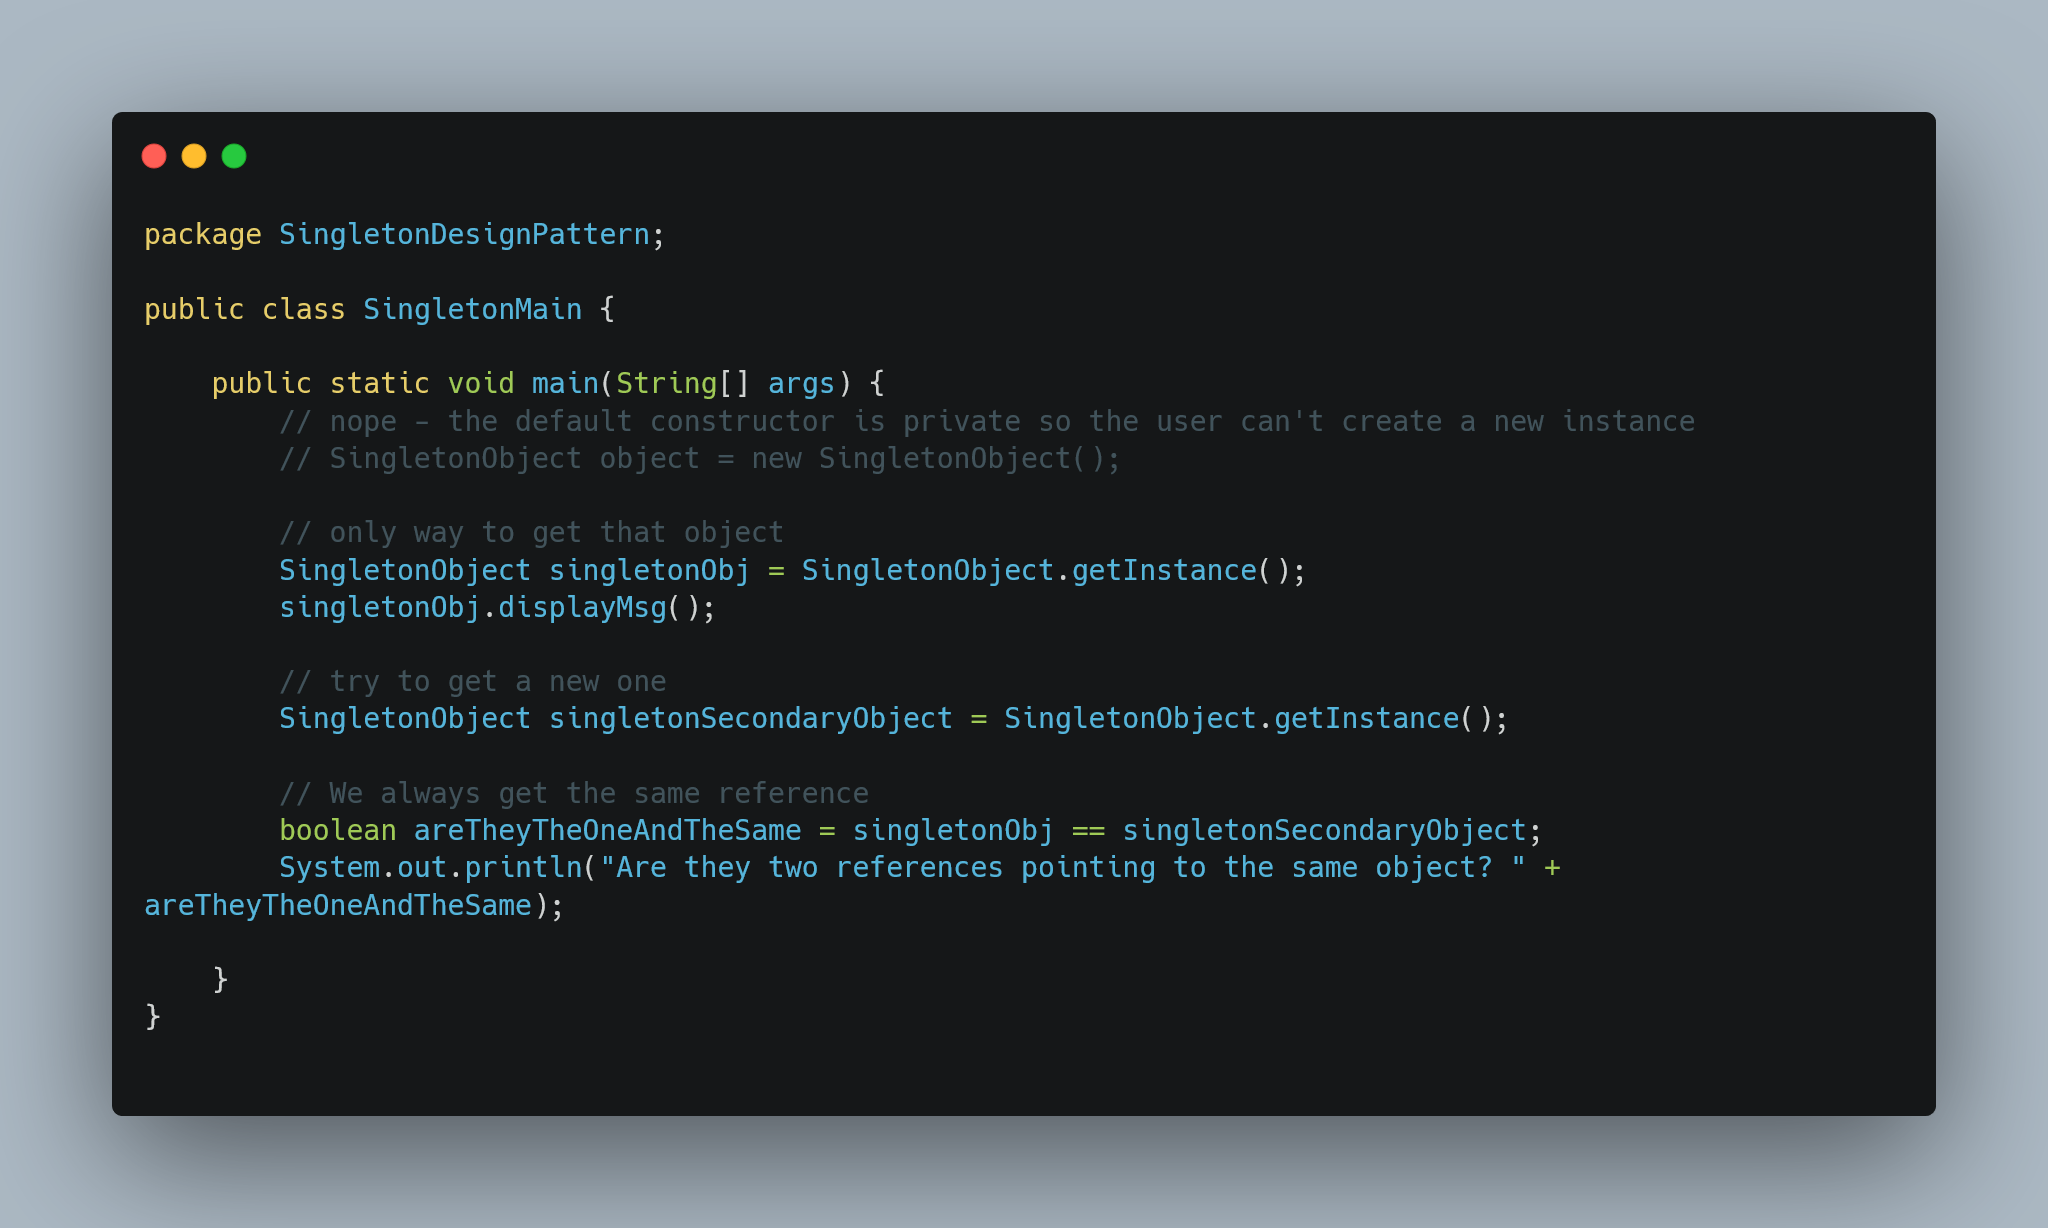 package SingletonDesignPattern;

public class SingletonMain {

    public static void main(String[] args) {
        // nope - the default constructor is private so the user can't create a new instance
        // SingletonObject object = new SingletonObject();

        // only way to get that object
        SingletonObject singletonObj = SingletonObject.getInstance();
        singletonObj.displayMsg();

        // try to get a new one
        SingletonObject singletonSecondaryObject = SingletonObject.getInstance();

        // We always get the same reference
        boolean areTheyTheOneAndTheSame = singletonObj == singletonSecondaryObject;
        System.out.println("Are they two references pointing to the same object? " +
areTheyTheOneAndTheSame);

    }
}